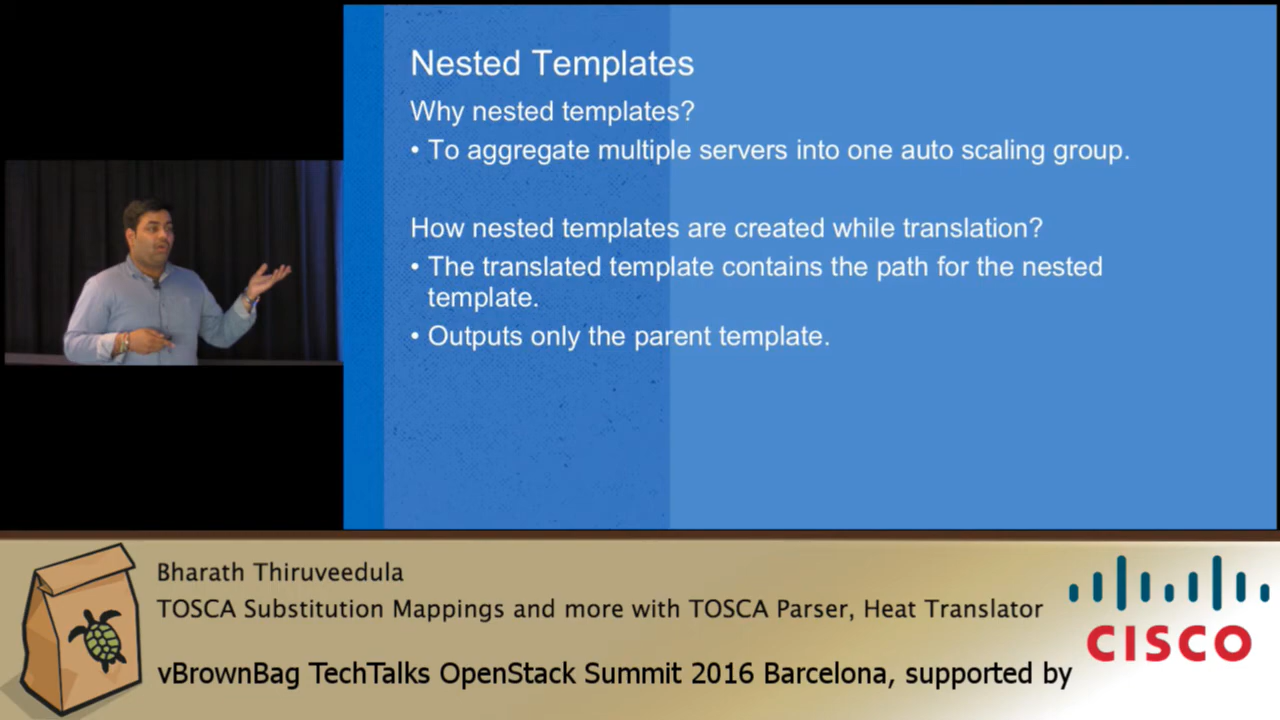 Nested Templates
Why nested templates?
• To aggregate multiple servers into one auto scaling group.
How nested templates are created while translation?
• The translated template contains the path for the nested
template.
• Outputs only the parent template.
Bharath Thiruveedula
TOSCA Substitution Mappings and more with TOSCA Parser, Heat Translator
vBrownBag TechTalks OpenStack Summit 2016 Barcelona, supported by
CISCO